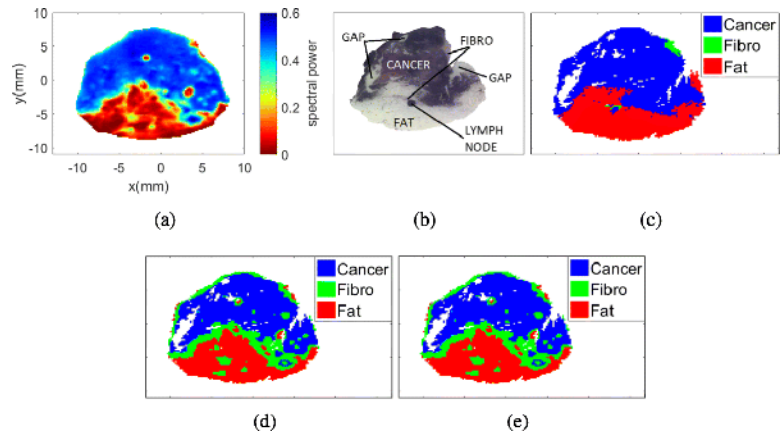 10
5
0
-5
-10
y(mm)
-10 -5 0 5 10
x(mm)
0.6
0.4
0.2
0
spectral power
(a)
GAP
FIBRO
CANCER
GAP
FAT
LYMPH
NODE
(b)
Cancer
Fibro
Fat
(c)
Cancer
Fibro
Fat
(d)
Cancer
Fibro
Fat
(e)